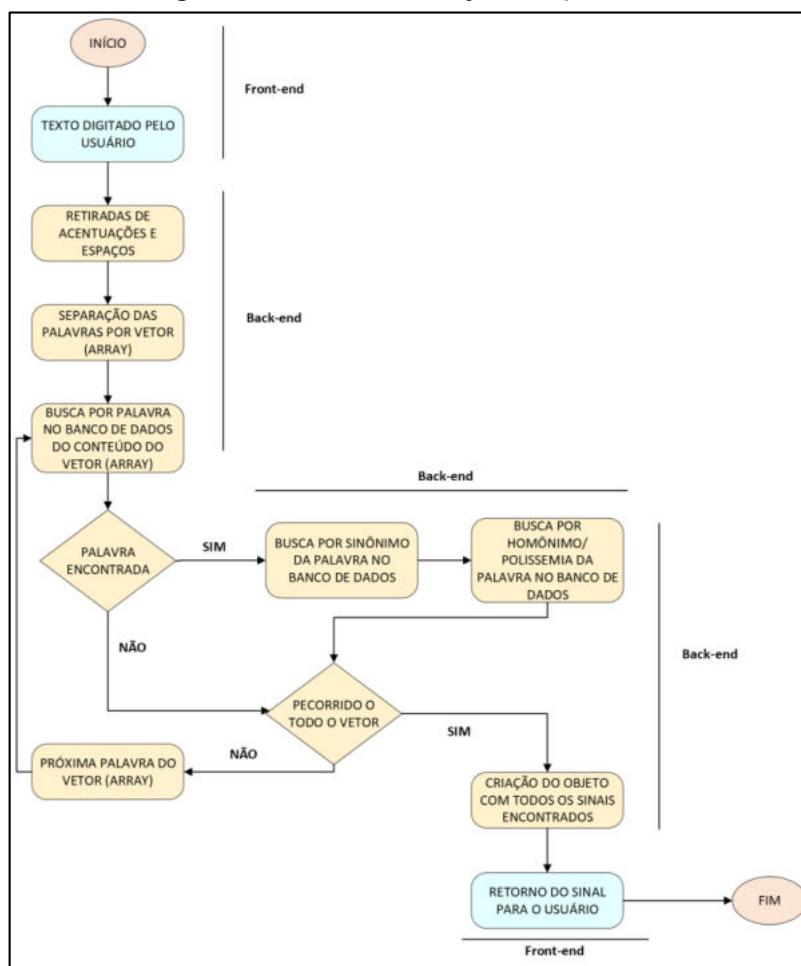 INÍCIO
Front-end
TEXTO DIGITADO PELO
USUÁRIO
RETIRADAS DE
ACENTUAÇÕES E
ESPAÇOS
SEPARAÇÃO DAS
PALAVRAS POR VETOR
(ARRAY)
Back-end
BUSCA POR PALAVRA
NO BANCO DE DADOS
DO CONTEÚDO DO
VETOR (ARRAY)
Back-end
PALAVRA
ENCONTRADA
SIM
BUSCA POR SINÔNIMO
DA PALAVRA NO
BANCO DE DADOS
BUSCA POR
HOMÔNIMO/
POLISSEMIA DA
PALAVRA NO BANCO DE
DADOS
NÃO
Back-end
PECORRIDO O
TODO O VETOR
SIM
NÃO
PRÓXIMA PALAVRA DO
VETOR (ARRAY)
CRIAÇÃO DO OBJETO
COM TODOS OS SINAIS
ENCONTRADOS
RETORNO DO SINAL
PARA O USUÁRIO
FIM
Front-end